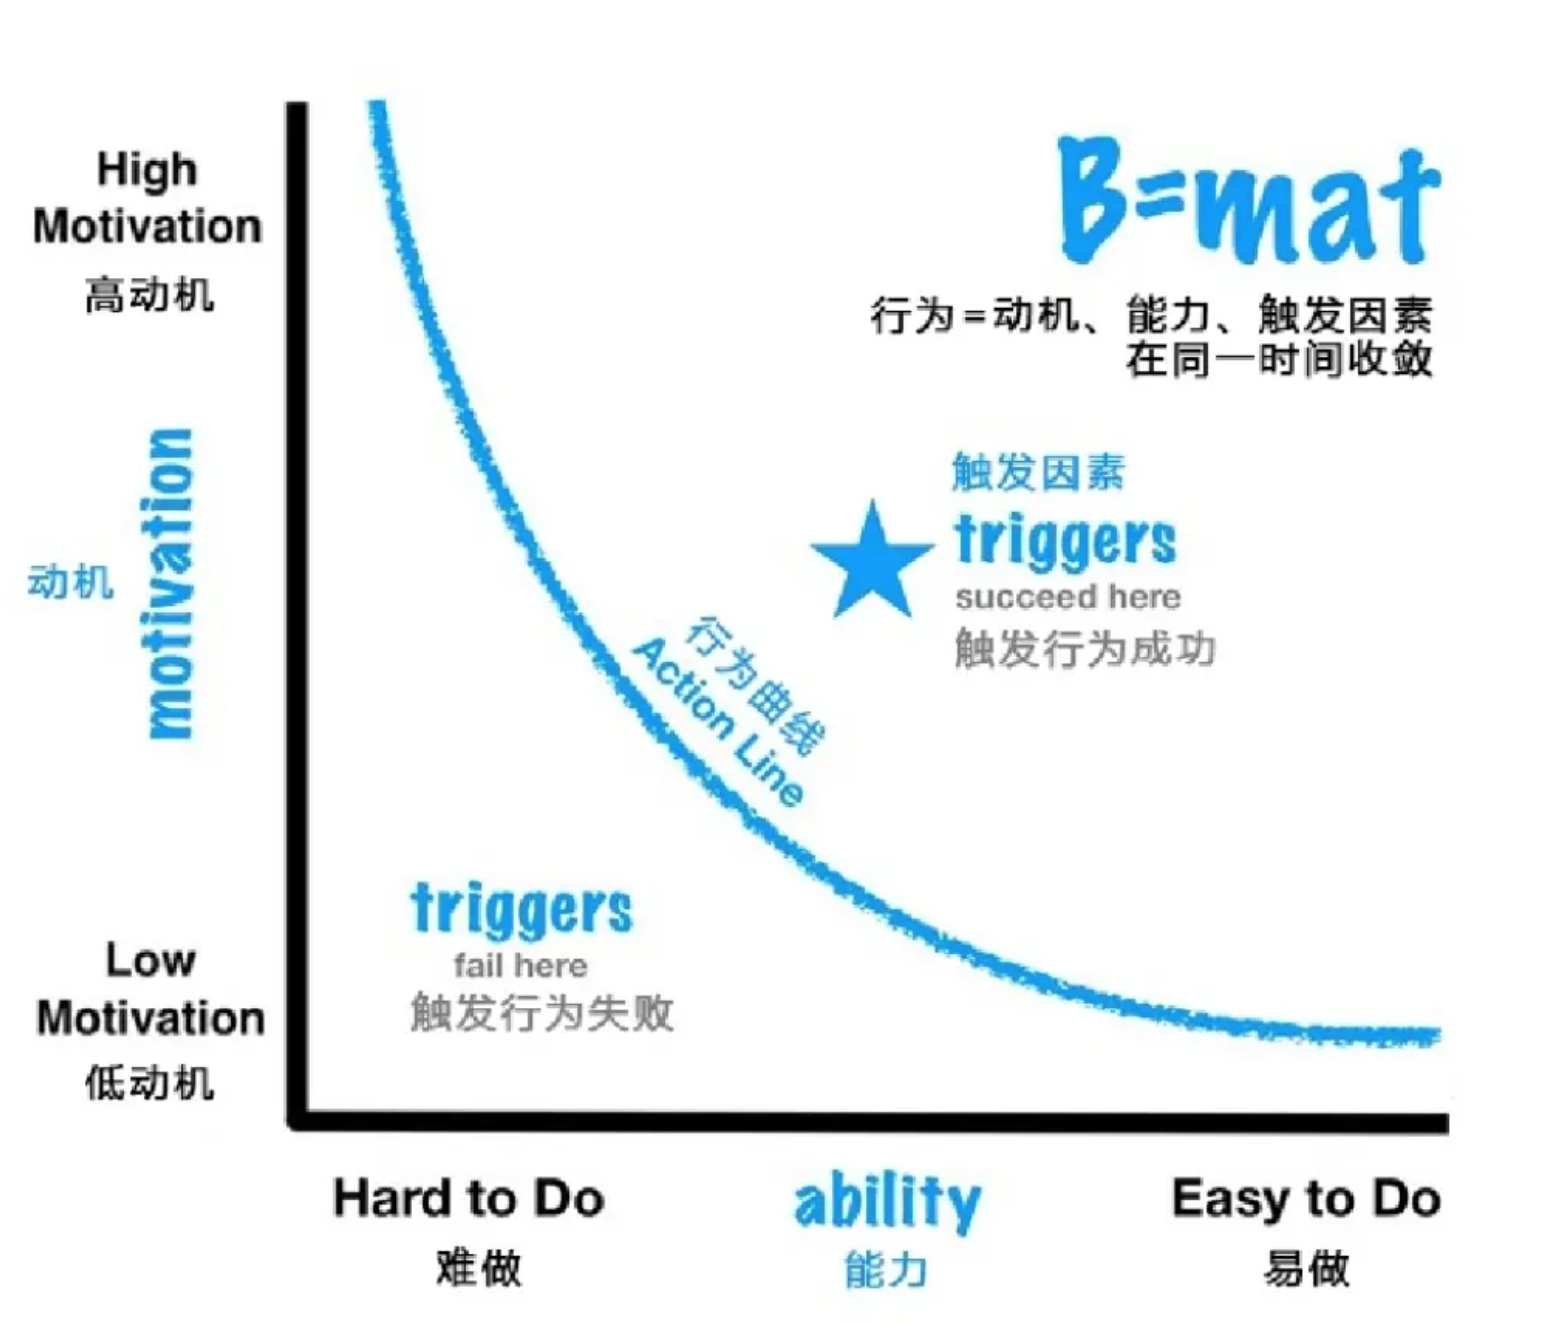 High
Motivation
高动机
B=mat
行为=动机、能力、触发因素
在同一时间收敛
动机
motivation
触发因素
triggers
succeed here
触发行为成功
行为曲线
Action Line
triggers
fail here
触发行为失败
Low
Motivation
低动机
Hard to Do
难做
ability
能力
Easy to Do
易做